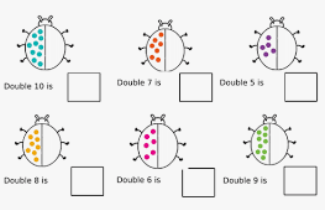 Double 10 is
Double 7 is
Double 5 is
Double 8 is
Double 6 is
Double 9 is